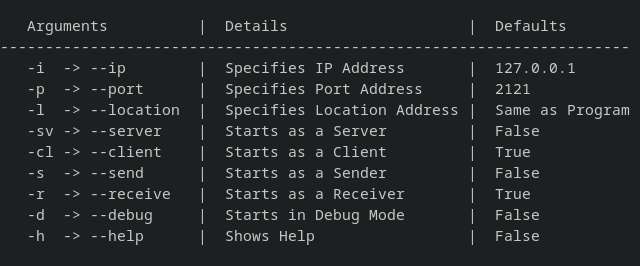 Arguments | Details | Defaults
----------------------------------------------------------------------
-i -> --ip | Specifies IP Address | 127.0.0.1
-p -> --port | Specifies Port Address | 2121
-l -> --location | Specifies Location Address | Same as Program
-sv -> --server | Starts as a Server | False
-cl -> --client | Starts as a Client | True
-s -> --send | Starts as a Sender | False
-r -> --receive | Starts as a Receiver | True
-d -> --debug | Starts in Debug Mode | False
-h -> --help | Shows Help | False